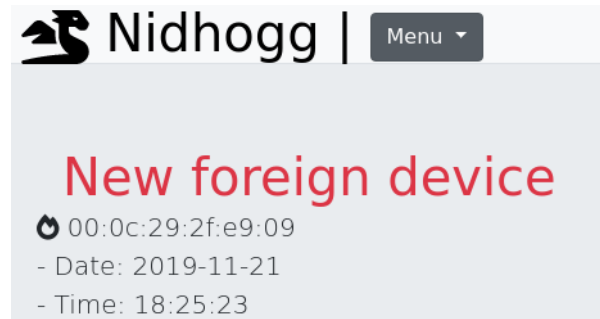 Nidhogg | Menu
New foreign device
00:0c:29:2f:e9:09
- Date: 2019-11-21
- Time: 18:25:23